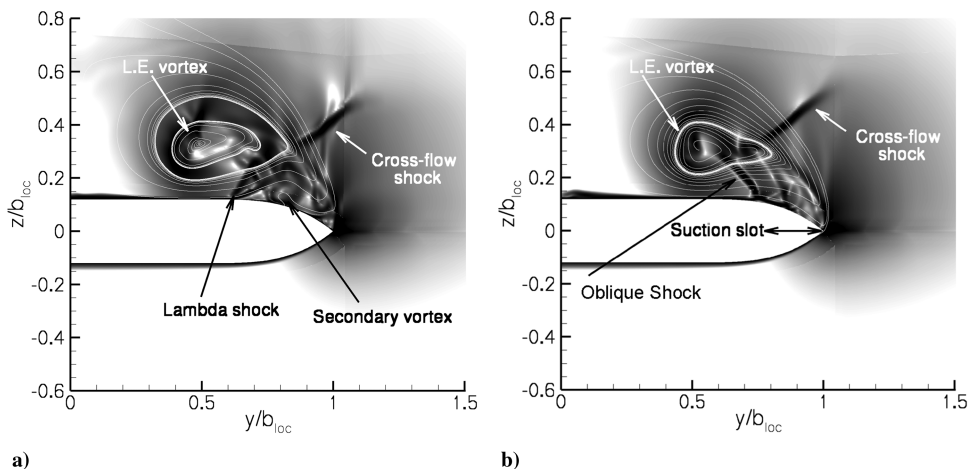 0.8
0.6
0.4
0.2
0
-0.2
-0.4
-0.6
z/b_loc
L.E. vortex
Cross-flow
shock
Lambda shock
Secondary vortex
0
0.5
1
1.5
y/b_loc
a)
0.8
0.6
0.4
0.2
0
-0.2
-0.4
-0.6
z/b_loc
L.E. vortex
Cross-flow
shock
Suction slot
Oblique Shock
0
0.5
1
1.5
y/b_loc
b)